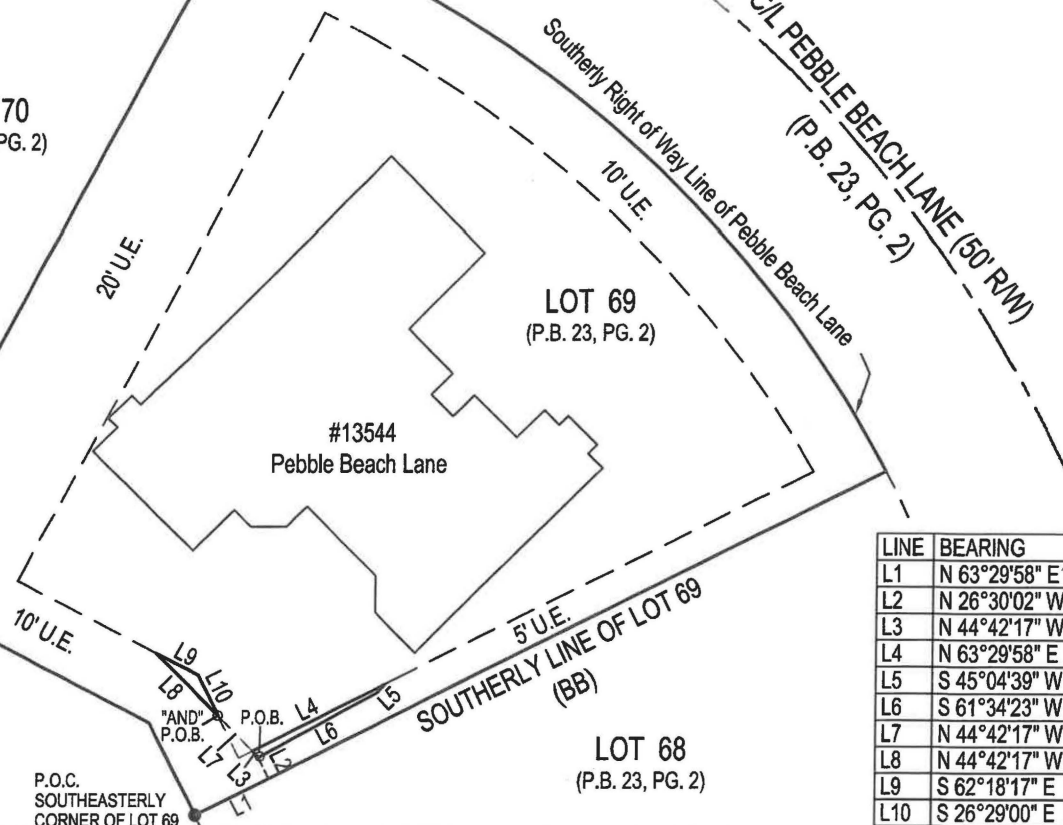 C/L PEBBLE BEACH LANE (50' R/W)
(P.B. 23, PG. 2)
Southerly Right of Way Line of Pebble Beach Lane
70
PG. 2)
10' U.E.
20' U.E.
LOT 69
(P.B. 23, PG. 2)
#13544
Pebble Beach Lane
10' U.E.
5' U.E.
SOUTHERLY LINE OF LOT 69
(BB)
L9
L10
L8
L4
L5
L6
"AND"
P.O.B.
P.O.B.
L7
L3
L2
L1
LOT 68
(P.B. 23, PG. 2)
P.O.C.
SOUTHEASTERLY
CORNER OF LOT 69
LINE BEARING
L1 N 63°29'58" E
L2 N 26°30'02" W
L3 N 44°42'17" W
L4 N 63°29'58" E
L5 S 45°04'39" W
L6 S 61°34'23" W
L7 N 44°42'17" W
L8 N 44°42'17" W
L9 S 62°18'17" E
L10 S 26°29'00" E